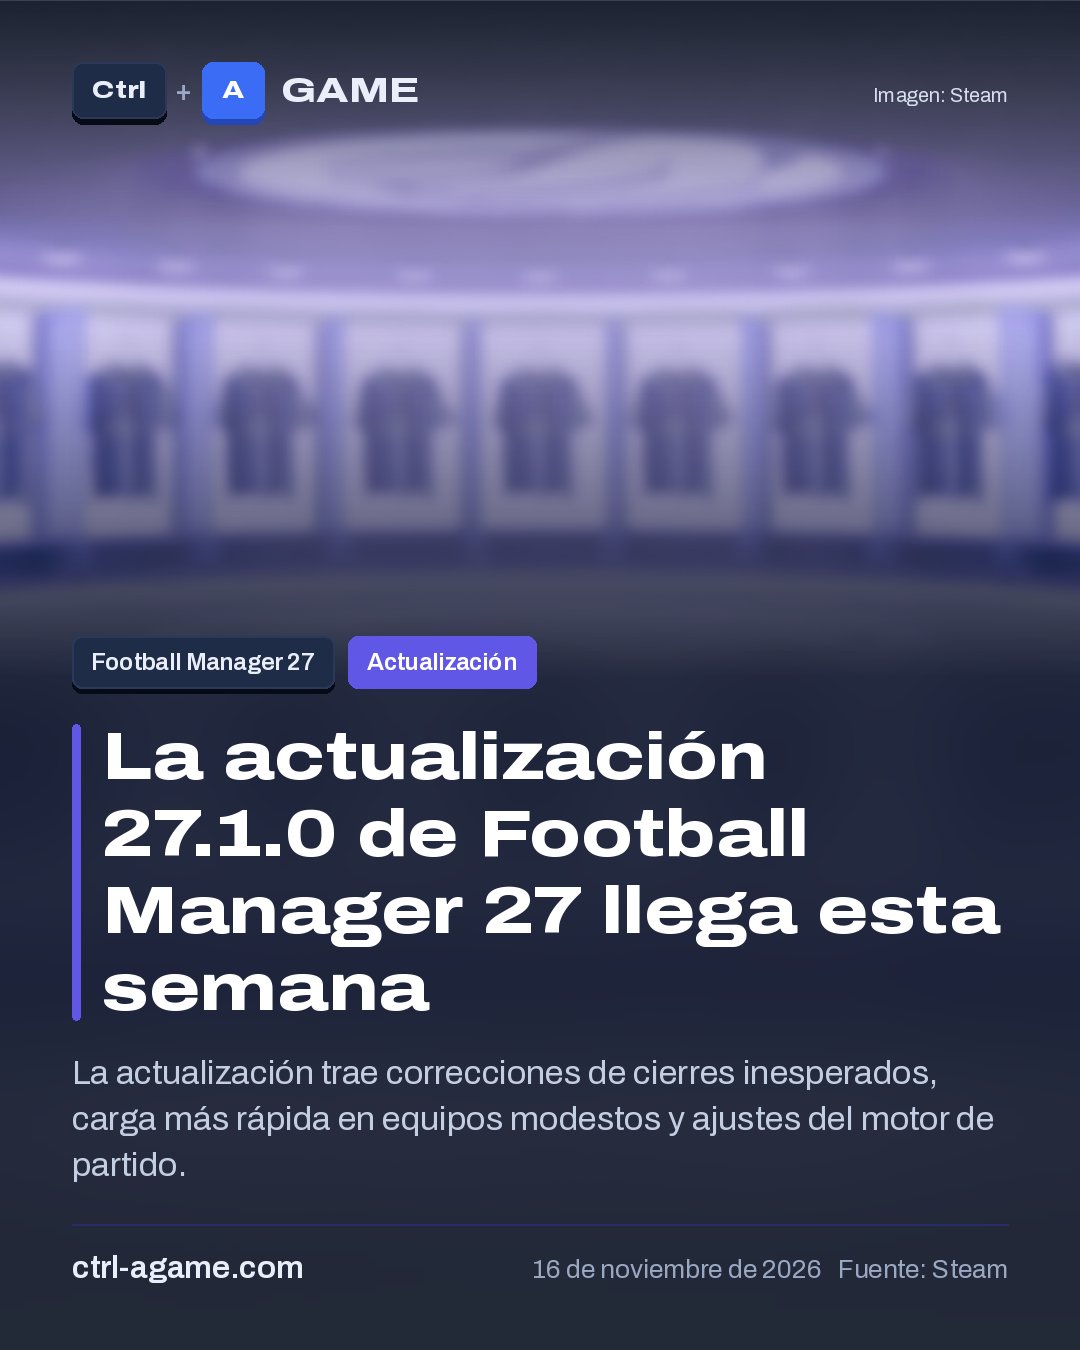 Ctrl + A GAME
Imagen: Steam
Football Manager 27 Actualización
La actualización
27.1.0 de Football
Manager 27 llega esta
semana
La actualización trae correcciones de cierres inesperados,
carga más rápida en equipos modestos y ajustes del motor de
partido.
ctrl-agame.com 16 de noviembre de 2026 Fuente: Steam